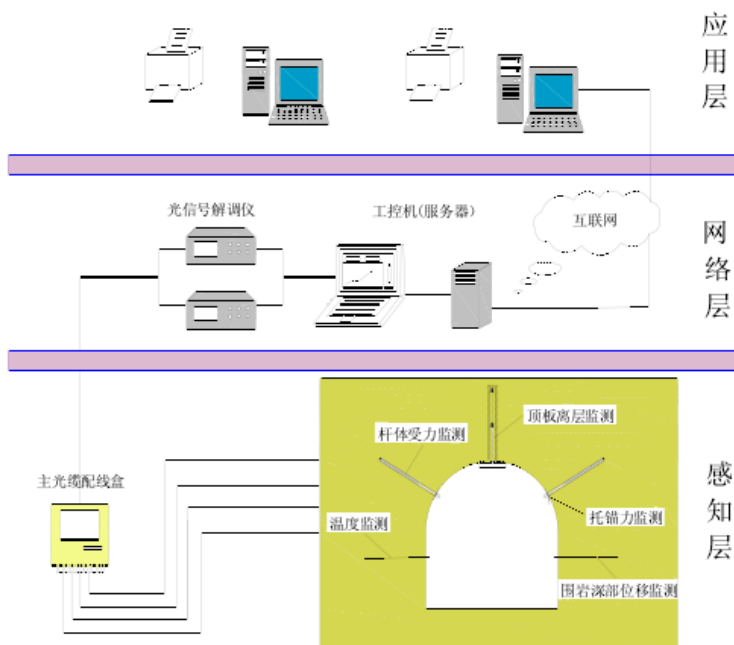 应用层
光信号解调仪
工控机(服务器)
互联网
网络层
顶板离层监测
杆体受力监测
主光缆配线盒
感知层
温度监测
托锚力监测
围岩深部位移监测